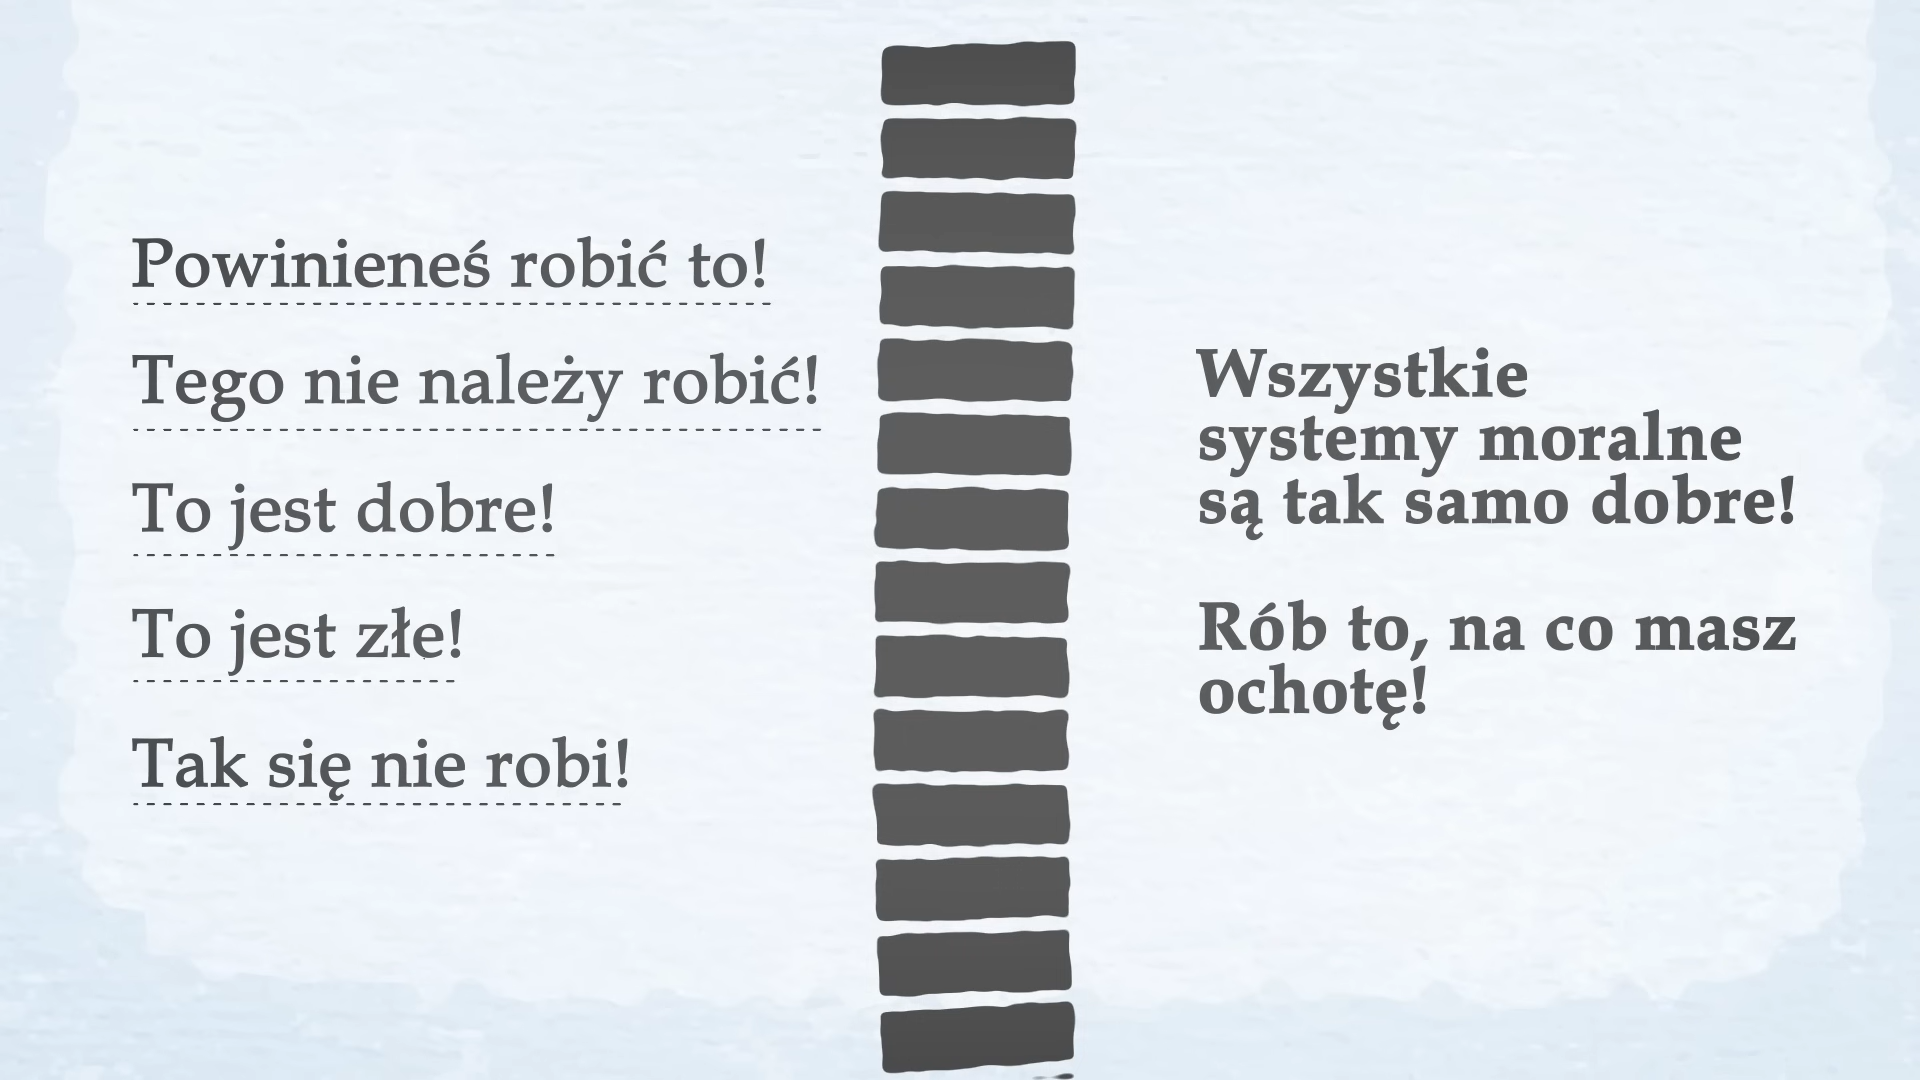 Powinieneś robić to!
Tego nie należy robić!
To jest dobre!
To jest złe!
Tak się nie robi!
Wszystkie
systemy moralne
są tak samo dobre!
Rób to, na co masz
ochotę!